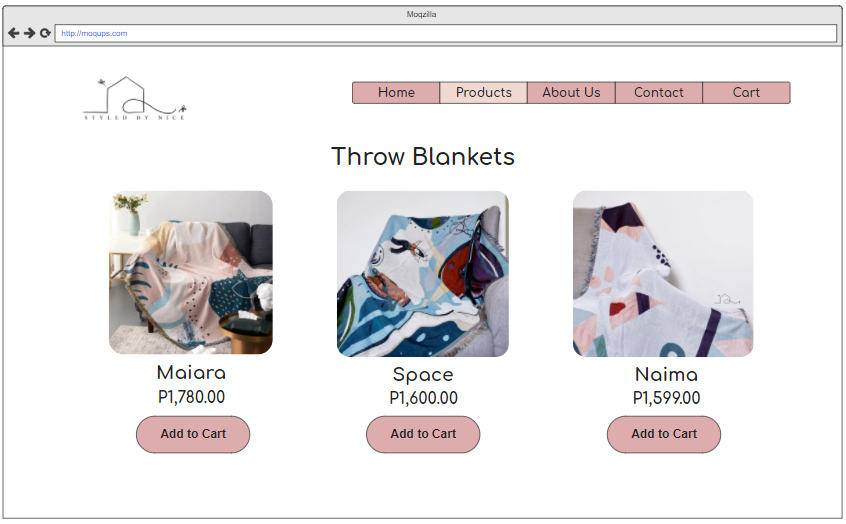 Moqzilla
http://moqups.com
STYLED BY NICE
Home Products About Us Contact Cart
Throw Blankets
Maiara Space Naima
P1,780.00 P1,600.00 P1,599.00
Add to Cart Add to Cart Add to Cart